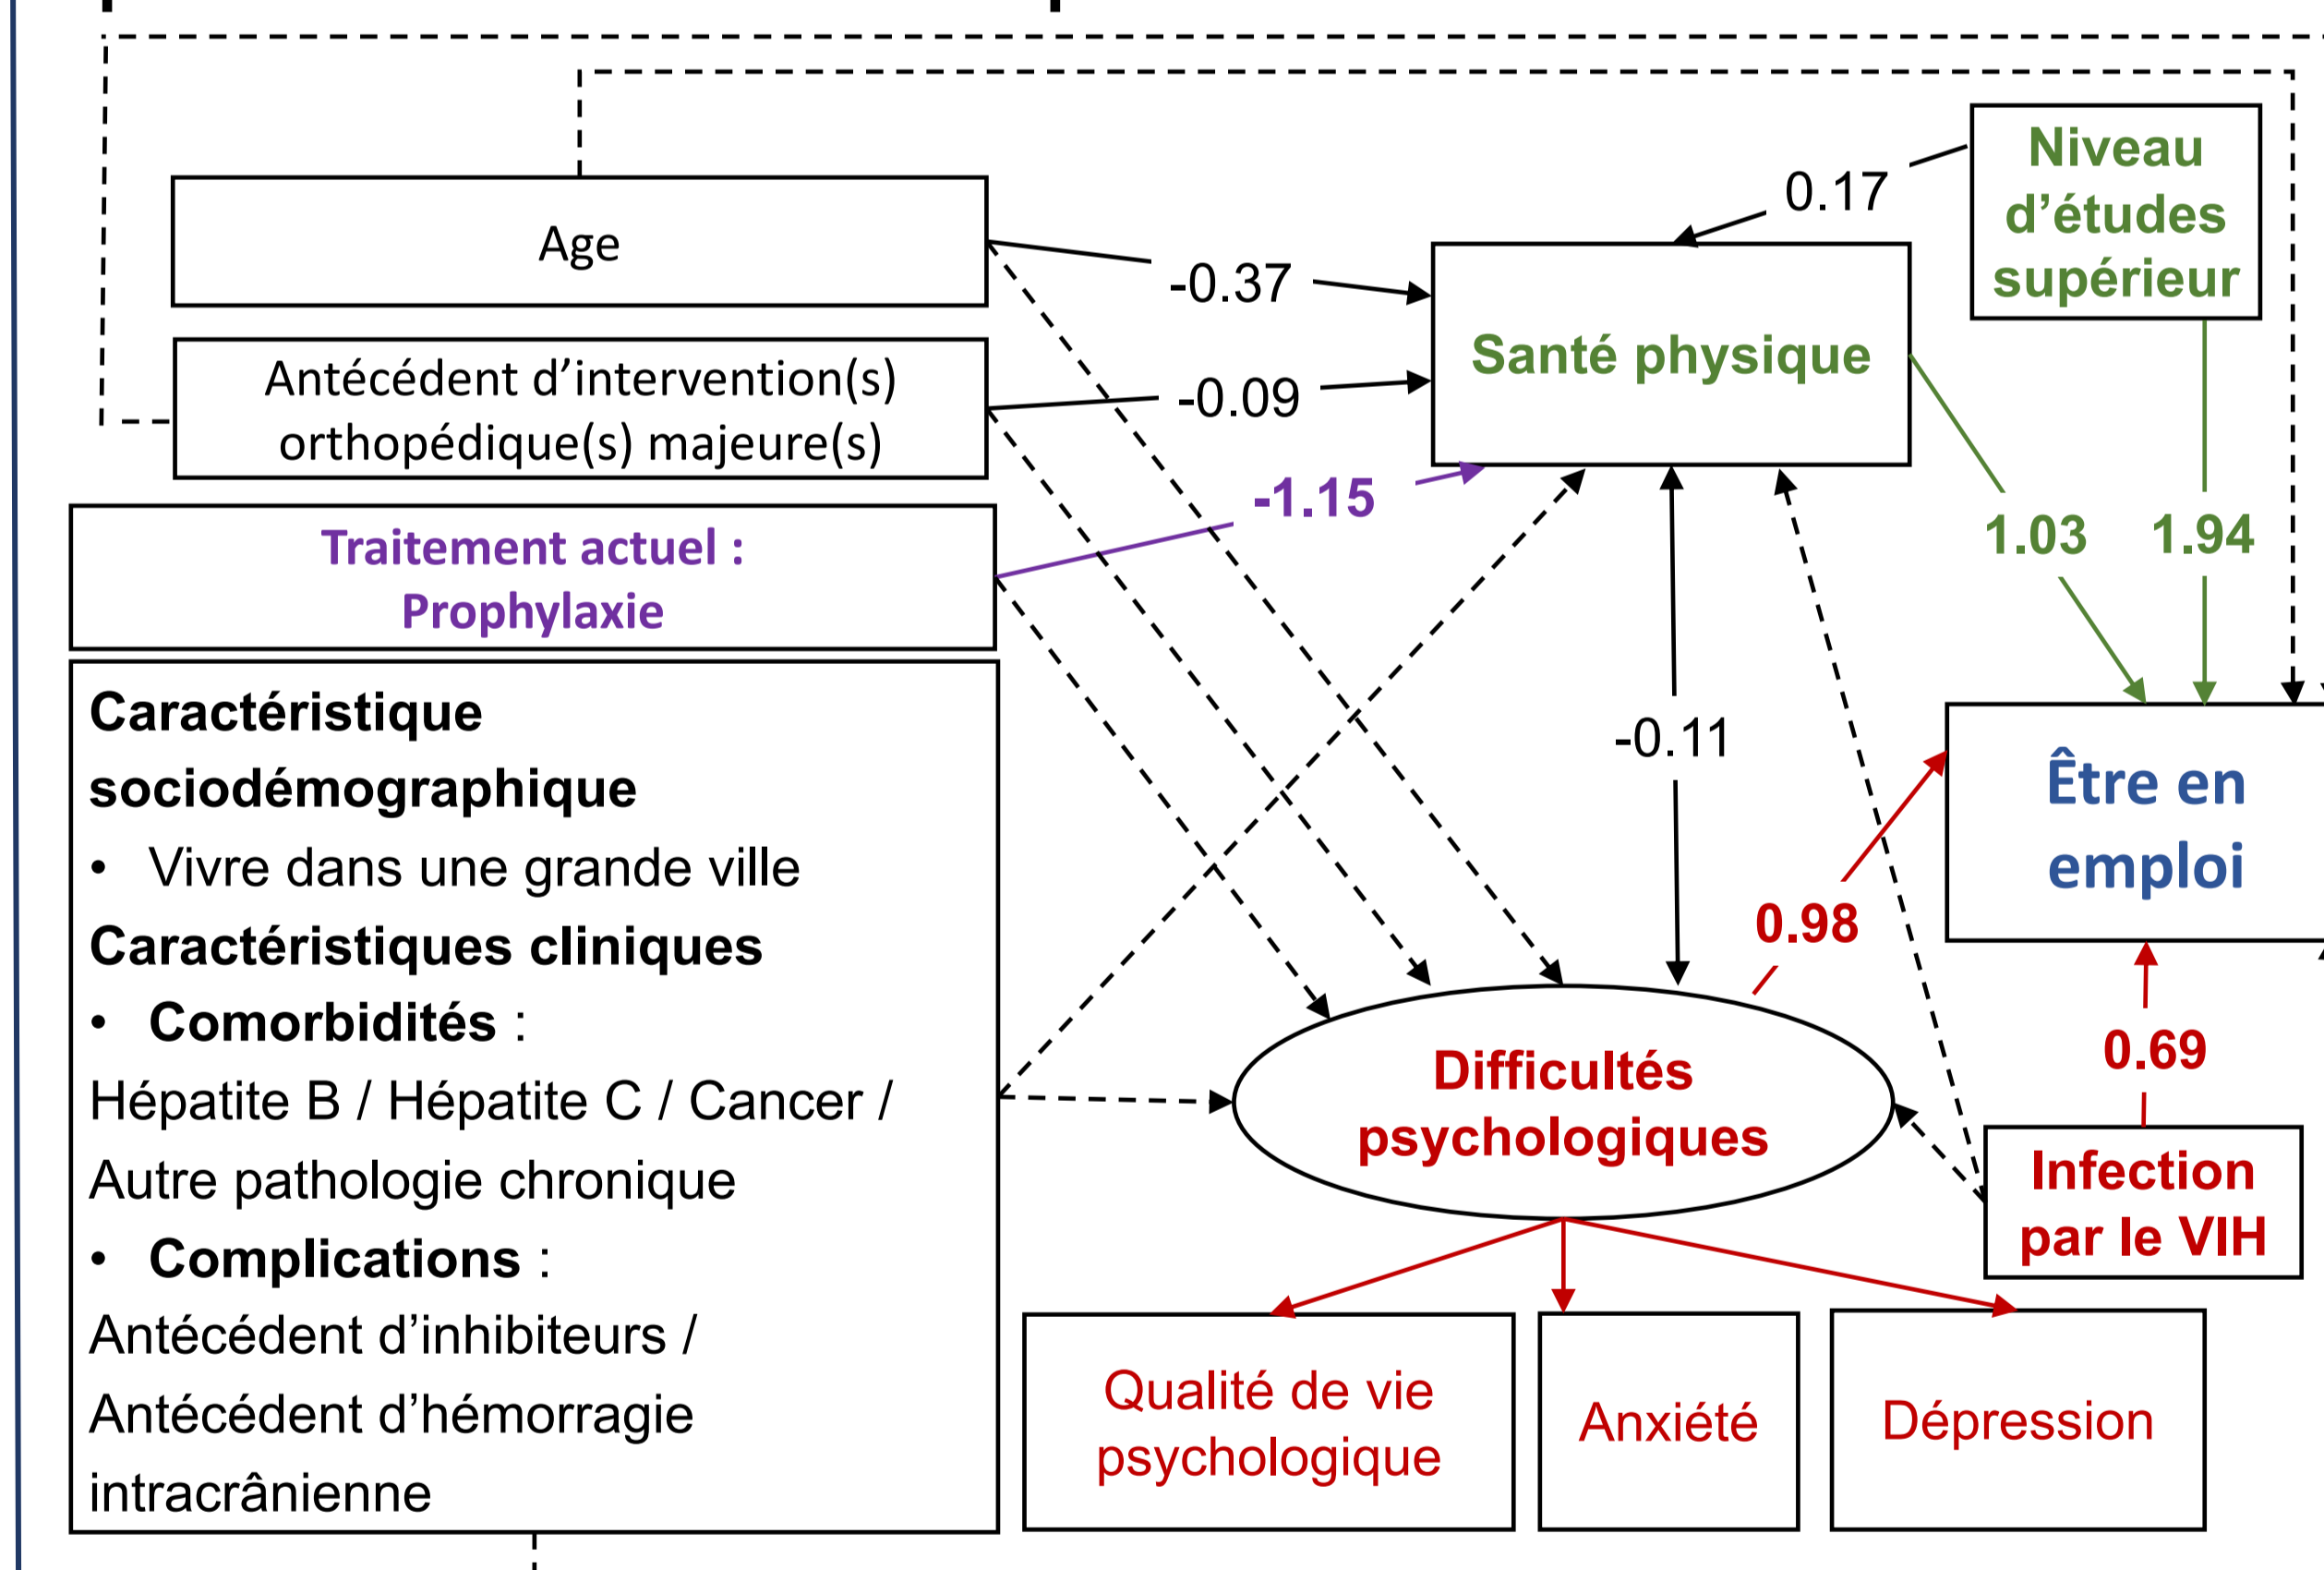 Niveau
d'études
supérieur
0.17
Age
-0.37
Santé physique
Antécédent d'intervention(s)
orthopédique(s) majeure(s)
-0.09
-1.15
Traitement actuel :
Prophylaxie
1.03
1.94
Caractéristique
sociodémographique
• Vivre dans une grande ville
Caractéristiques cliniques
• Comorbidités :
Hépatite B / Hépatite C / Cancer /
Autre pathologie chronique
• Complications :
Antécédent d'inhibiteurs /
Antécédent d'hémorragie
intracrânienne
-0.11
Être en
emploi
0.98
0.69
Difficultés
psychologiques
Infection
par le VIH
Qualité de vie
psychologique
Anxiété
Dépression